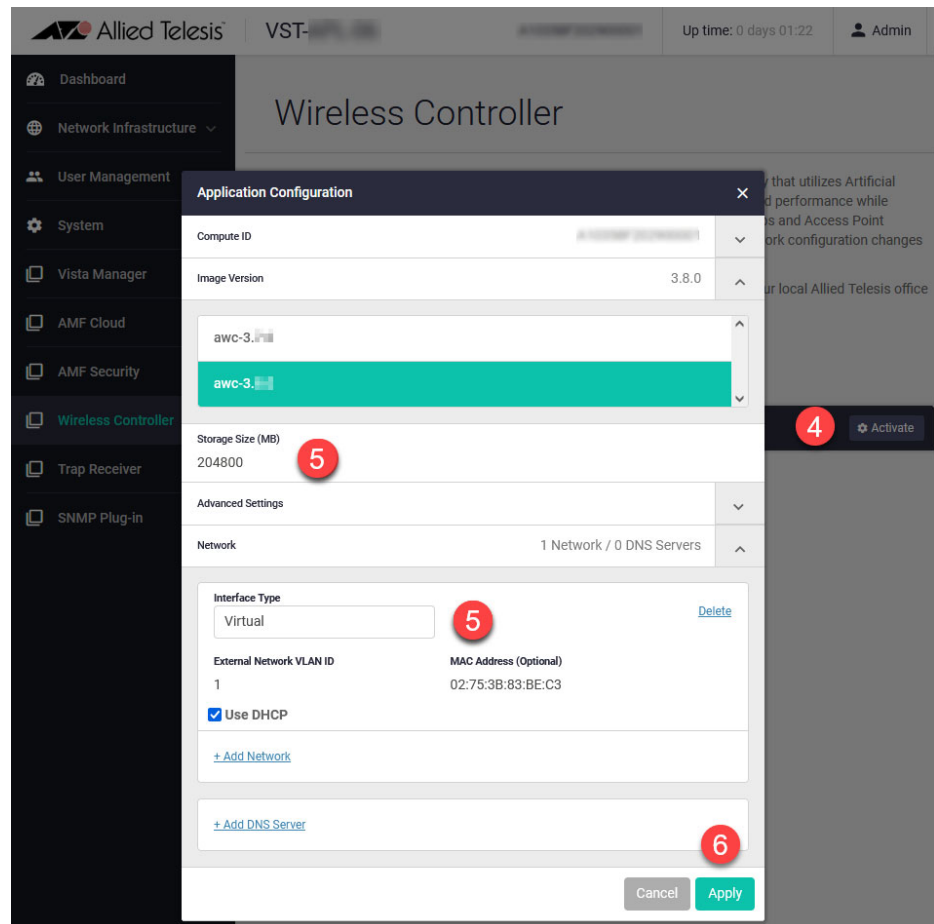 Allied Telesis
VST-
Up time: 0 days 01:22
Admin
Dashboard
Network Infrastructure
User Management
System
Vista Manager
AMF Cloud
AMF Security
Wireless Controller
Trap Receiver
SNMP Plug-in
Wireless Controller
that utilizes Artificial
performance while
and Access Point
configuration changes
local Allied Telesis office
4
Activate
Application Configuration
Compute ID
Image Version 3.8.0
awc-3.
awc-3.
Storage Size (MB)
204800
5
Advanced Settings
Network 1 Network / 0 DNS Servers
Interface Type
Virtual
5
Delete
External Network VLAN ID MAC Address (Optional)
1 02:75:3B:83:BE:C3
Use DHCP
+ Add Network
+ Add DNS Server
6
Cancel Apply